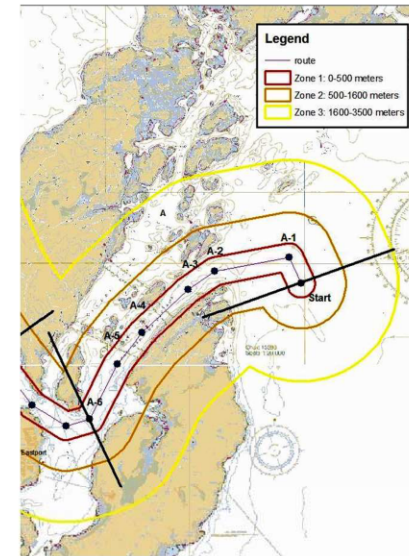 Legend
route
Zone 1: 0-500 meters
Zone 2: 500-1600 meters
Zone 3: 1600-3500 meters
A
A-1
A-2
A-3
Start
A-4
A-5
A-6
Eastport